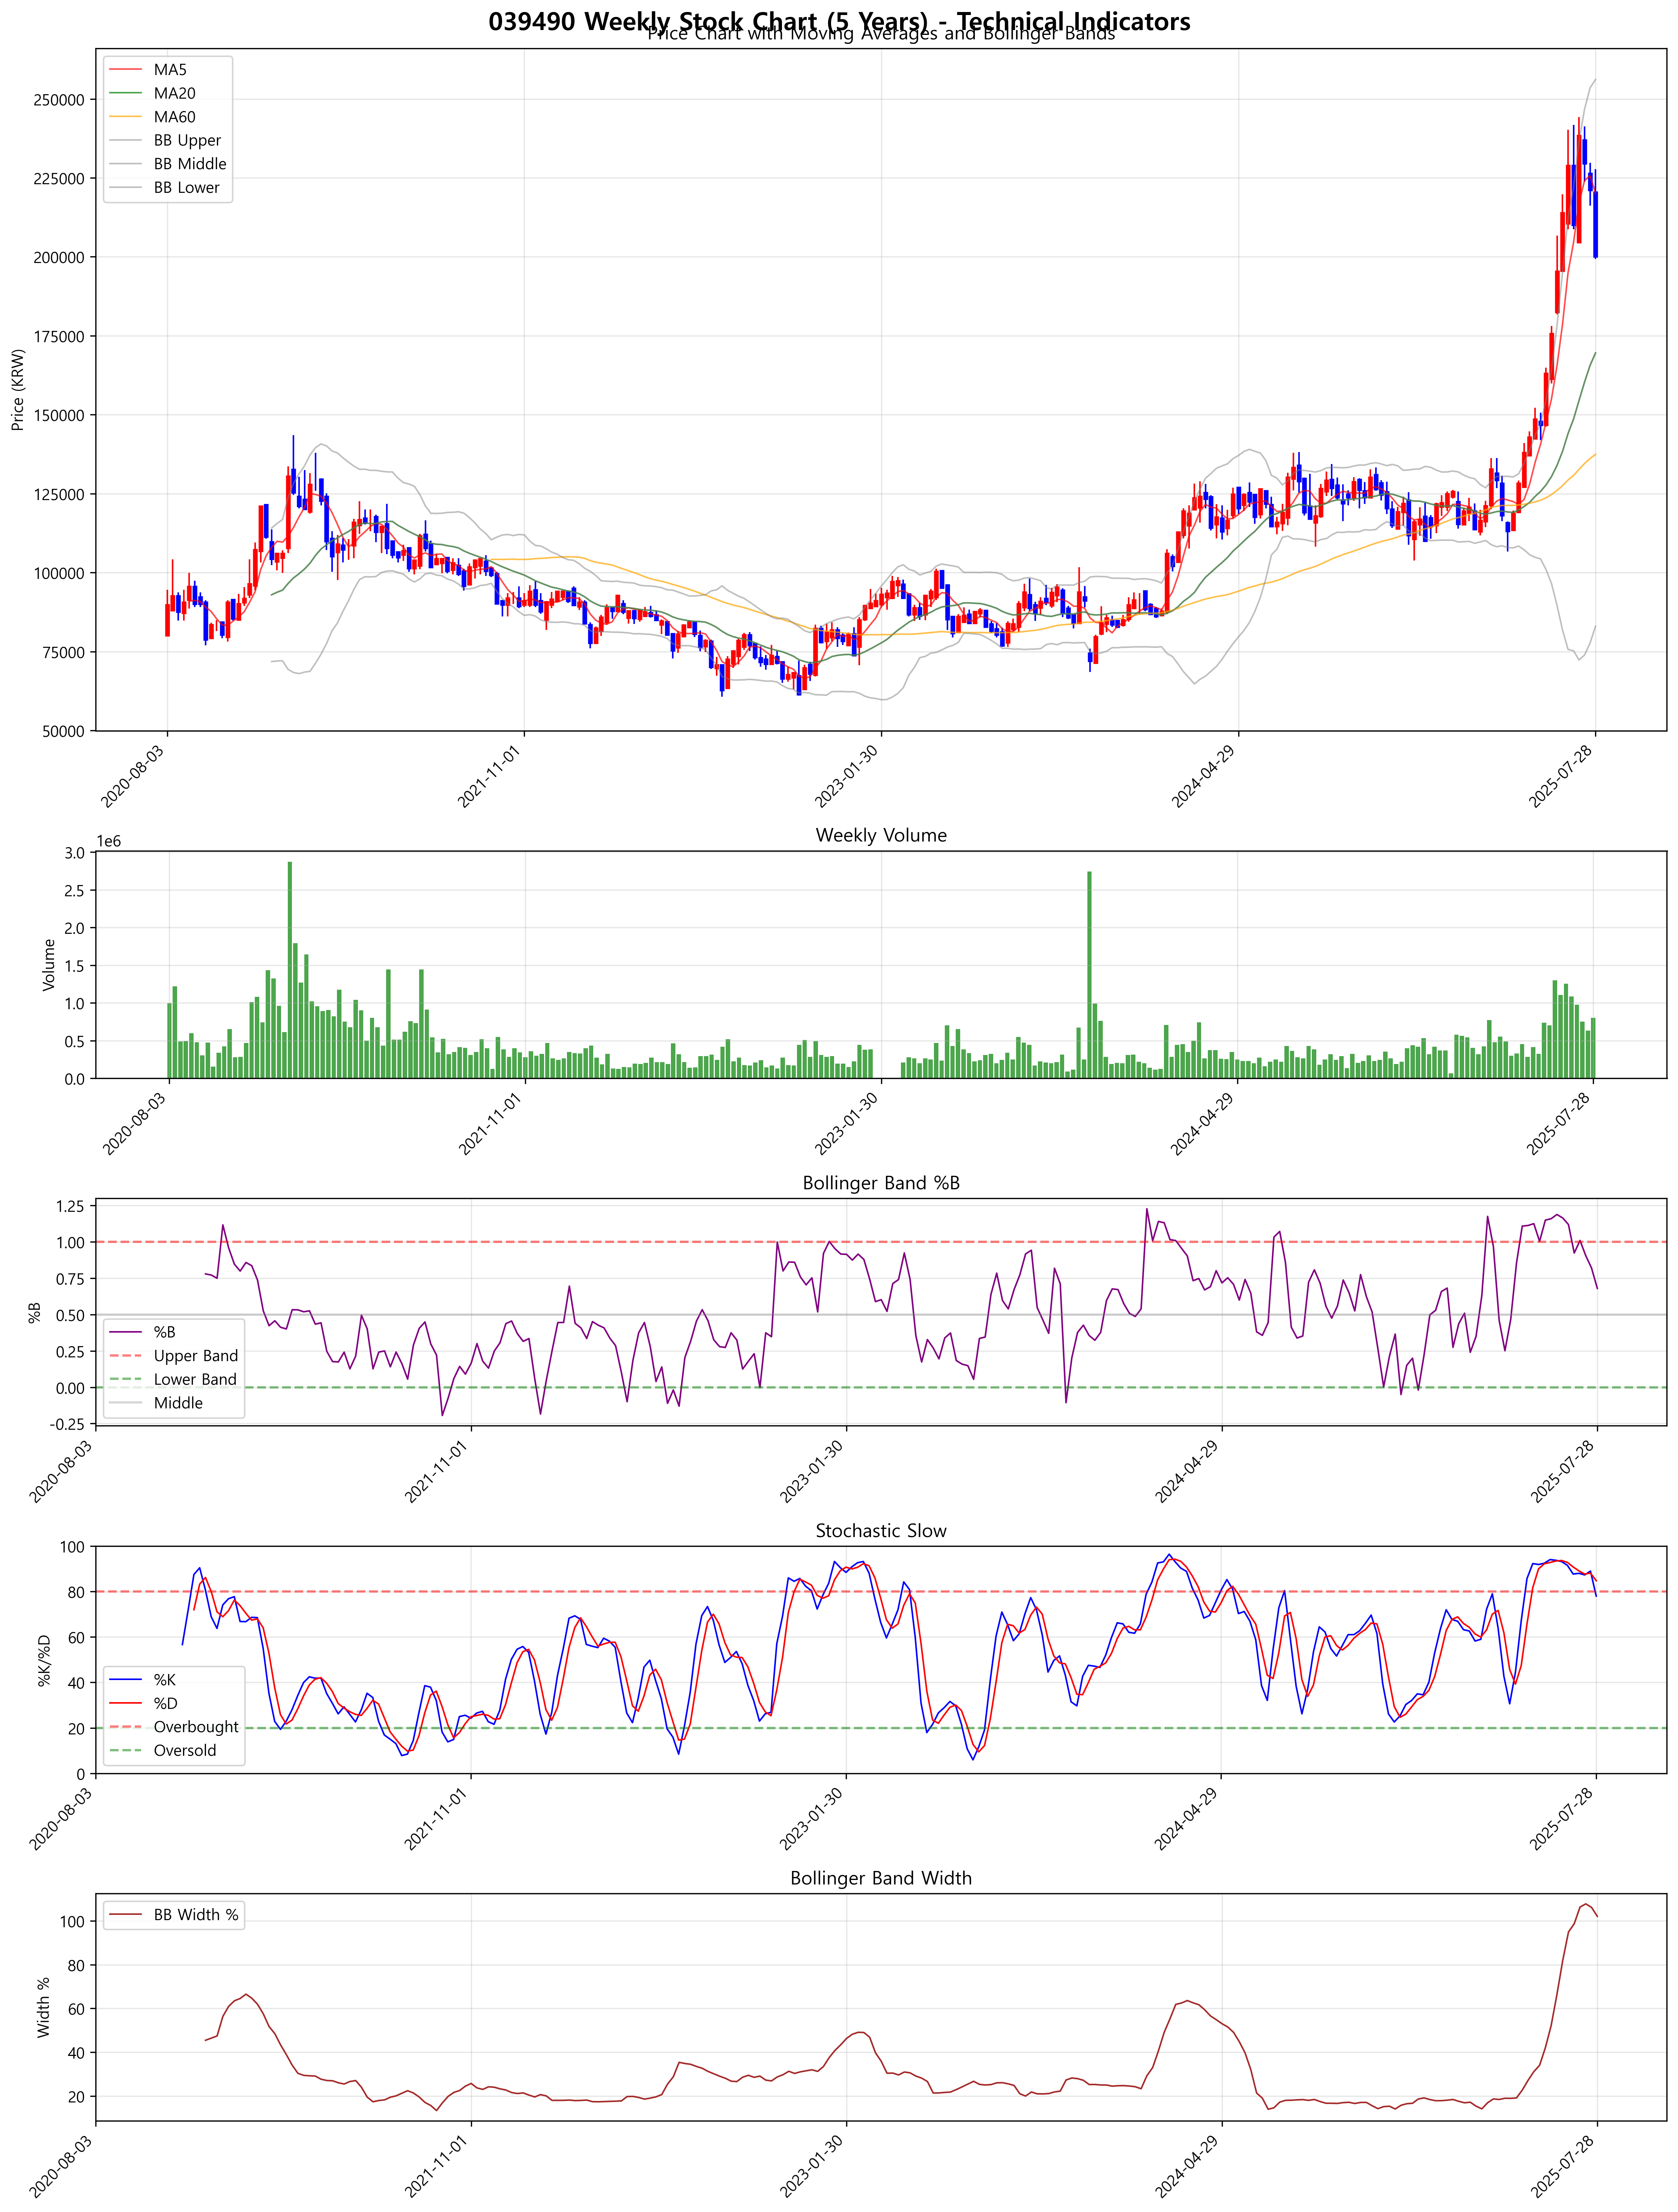 039490 Weekly Stock Chart (5 Years) - Technical Indicators
Price Chart with Moving Averages and Bollinger Bands
MA5
MA20
MA60
BB Upper
BB Middle
BB Lower
Price (KRW)
250000
225000
200000
175000
150000
125000
100000
75000
50000
2020-08-03
2021-11-01
2023-01-30
2024-04-29
2025-07-28
Weekly Volume
1e6
Volume
3.0
2.5
2.0
1.5
1.0
0.5
0.0
2020-08-03
2021-11-01
2023-01-30
2024-04-29
2025-07-28
Bollinger Band %B
%B
1.25
1.00
0.75
0.50
0.25
0.00
-0.25
%B
Upper Band
Lower Band
Middle
2020-08-03
2021-11-01
2023-01-30
2024-04-29
2025-07-28
Stochastic Slow
%K/%D
100
80
60
40
20
0
%K
%D
Overbought
Oversold
2020-08-03
2021-11-01
2023-01-30
2024-04-29
2025-07-28
Bollinger Band Width
BB Width %
Width %
100
80
60
40
20
2020-08-03
2021-11-01
2023-01-30
2024-04-29
2025-07-28